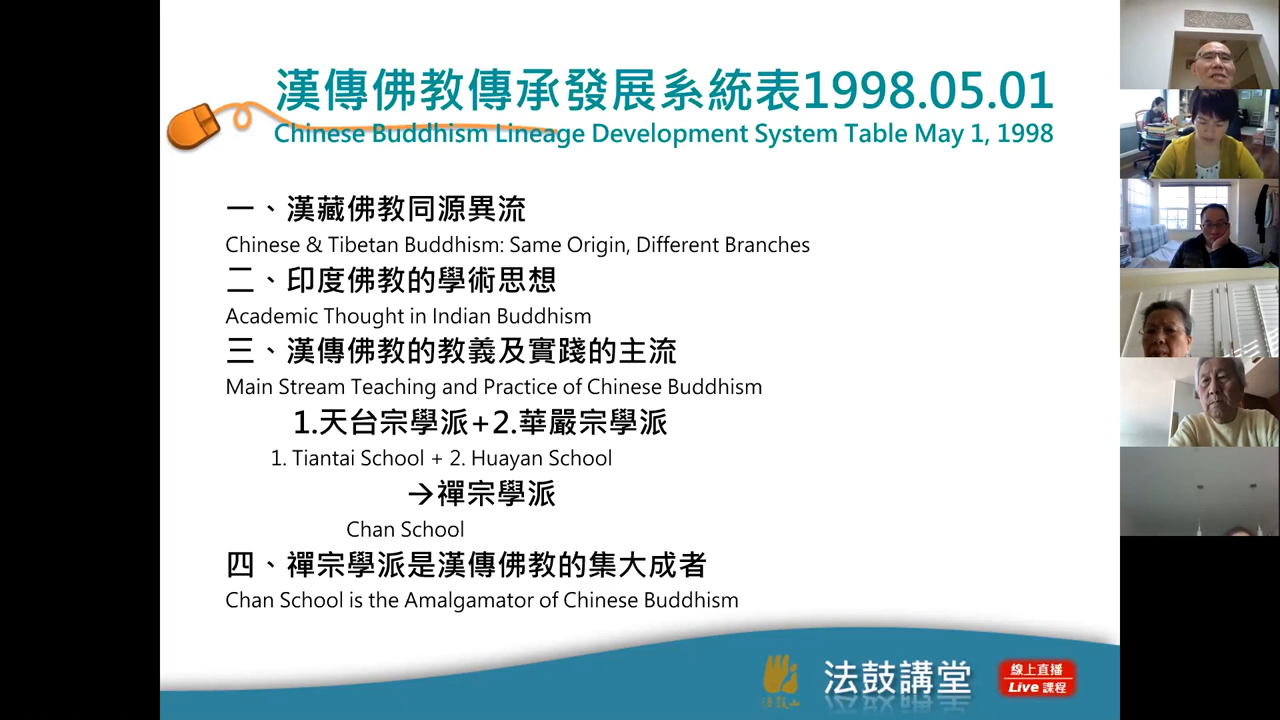 漢傳佛教傳承發展系統表1998.05.01
Chinese Buddhism Lineage Development System Table May 1, 1998
一、漢藏佛教同源異流
Chinese & Tibetan Buddhism: Same Origin, Different Branches
二、印度佛教的學術思想
Academic Thought in Indian Buddhism
三、漢傳佛教的教義及實踐的主流
Main Stream Teaching and Practice of Chinese Buddhism
1.天台宗學派+2.華嚴宗學派
1. Tiantai School + 2. Huayan School
→禪宗學派
Chan School
四、禪宗學派是漢傳佛教的集大成者
Chan School is the Amalgamator of Chinese Buddhism
法鼓山
法鼓講堂
線上直播
Live 課程